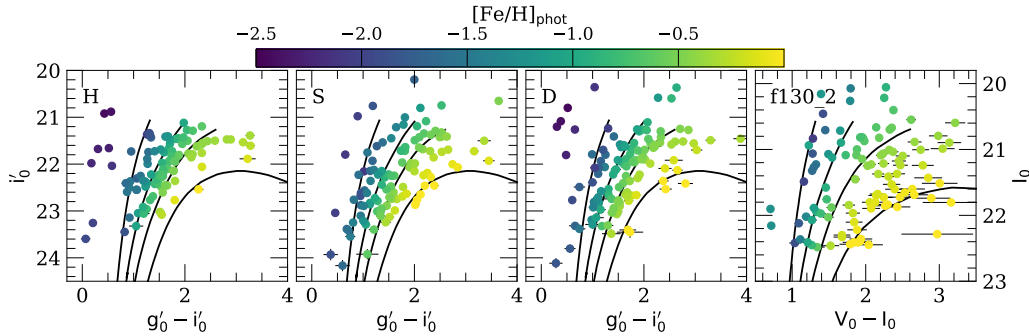 [Fe/H]phot
−2.5 −2.0 −1.5 −1.0 −0.5
20 21 22 23 24
i′0
H S D f130_2
20 21 22 23
I0
0 2 4 0 2 4 0 2 4 1 2 3
g′0 − i′0 g′0 − i′0 g′0 − i′0 V0 − I0